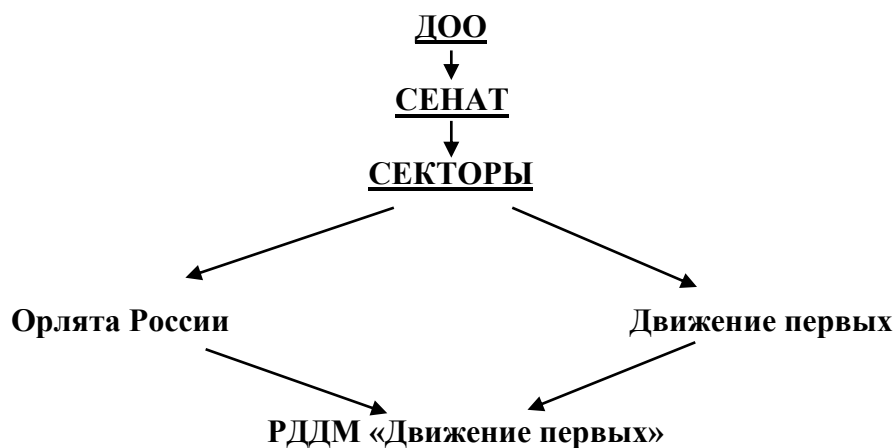 ДОО
СЕНАТ
СЕКТОРЫ
Орлята России
Движение первых
РДДМ «Движение первых»